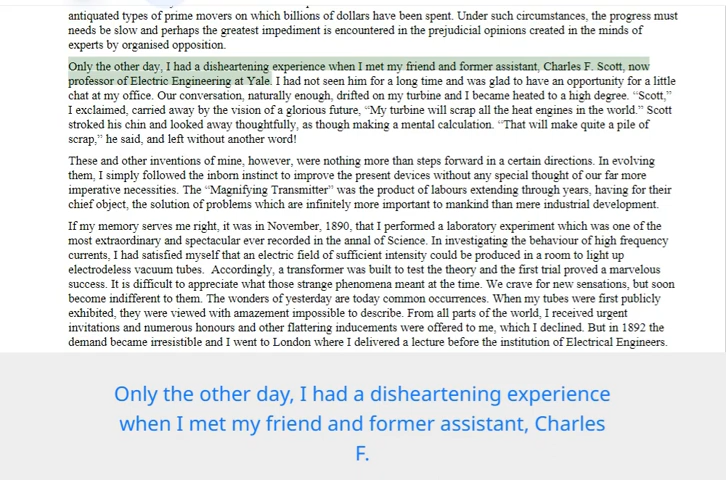 antiquated types of prime movers on which billions of dollars have been spent. Under such circumstances, the progress must
needs be slow and perhaps the greatest impediment is encountered in the prejudicial opinions created in the minds of
experts by organised opposition.
Only the other day, I had a disheartening experience when I met my friend and former assistant, Charles F. Scott, now
professor of Electric Engineering at Yale. I had not seen him for a long time and was glad to have an opportunity for a little
chat at my office. Our conversation, naturally enough, drifted on my turbine and I became heated to a high degree. “Scott,”
I exclaimed, carried away by the vision of a glorious future, “My turbine will scrap all the heat engines in the world.” Scott
stroked his chin and looked away thoughtfully, as though making a mental calculation. “That will make quite a pile of
scrap,” he said, and left without another word!
These and other inventions of mine, however, were nothing more than steps forward in a certain directions. In evolving
them, I simply followed the inborn instinct to improve the present devices without any special thought of our far more
imperative necessities. The “Magnifying Transmitter” was the product of labours extending through years, having for their
chief object, the solution of problems which are infinitely more important to mankind than mere industrial development.
If my memory serves me right, it was in November, 1890, that I performed a laboratory experiment which was one of the
most extraordinary and spectacular ever recorded in the annal of Science. In investigating the behaviour of high frequency
currents, I had satisfied myself that an electric field of sufficient intensity could be produced in a room to light up
electrodeless vacuum tubes. Accordingly, a transformer was built to test the theory and the first trial proved a marvelous
success. It is difficult to appreciate what those strange phenomena meant at the time. We crave for new sensations, but soon
become indifferent to them. The wonders of yesterday are today common occurrences. When my tubes were first publicly
exhibited, they were viewed with amazement impossible to describe. From all parts of the world, I received urgent
invitations and numerous honours and other flattering inducements were offered to me, which I declined. But in 1892 the
demand became irresistible and I went to London where I delivered a lecture before the institution of Electrical Engineers.
Only the other day, I had a disheartening experience
when I met my friend and former assistant, Charles
F.